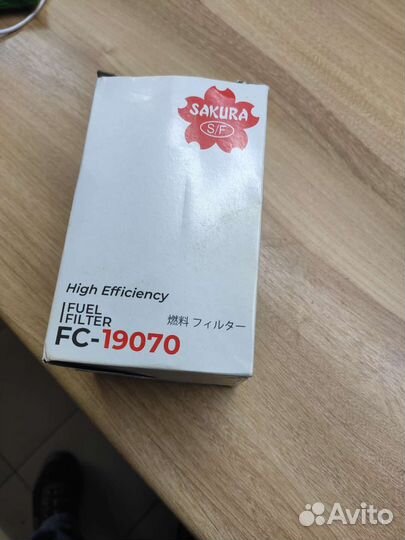 SAKURA
S/F
High Efficiency
FUEL
FILTER
燃料 フィルター
FC-19070
Avito